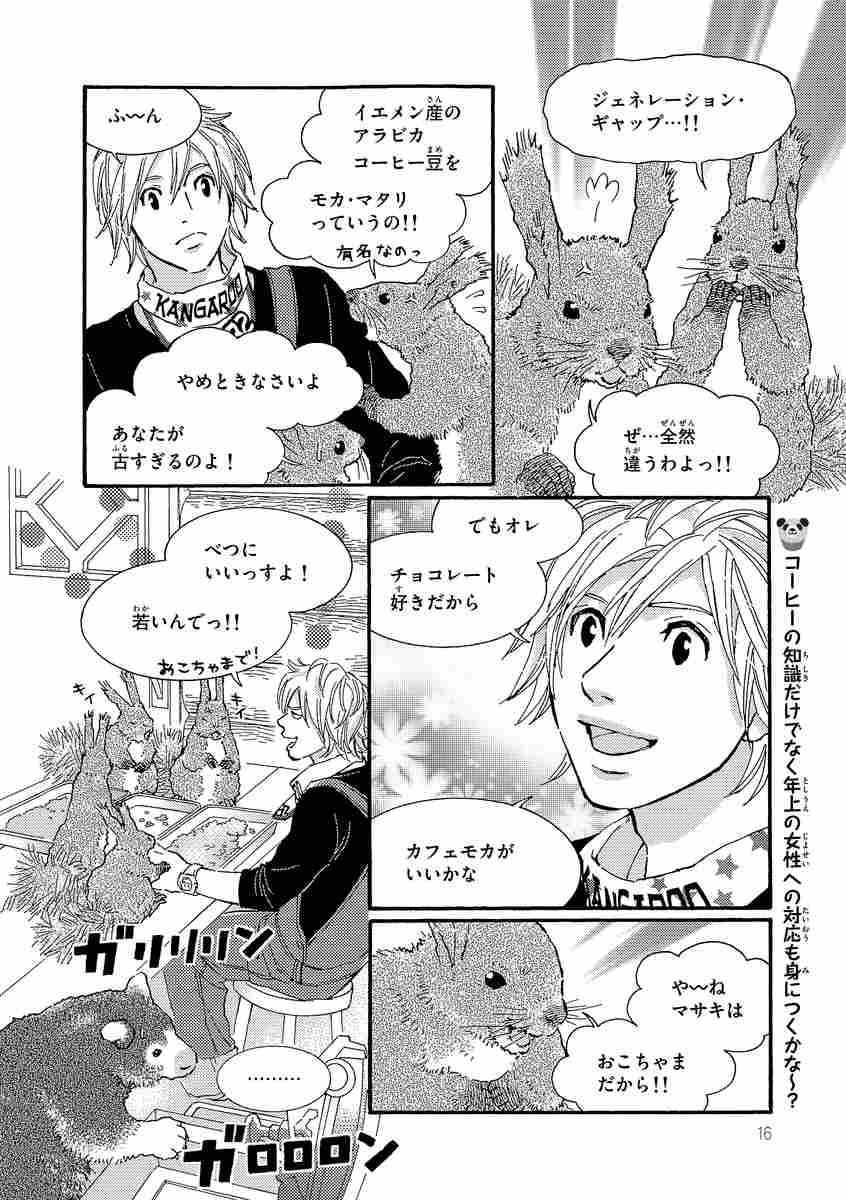 ジェネレーション・
ギャップ…!!
ぜ…全然
違うわよっ!!
イエメン産の
アラビカ
コーヒー豆を
モカ・マタリ
っていうの!!
有名なのっ
ふ〜ん
KANGAROO
やめときなさいよ
あなたが
古すぎるのよ！
でもオレ
チョコレート
好きだから
カフェモカが
いいかな
KANGAROO
べつに
いいっすよ！
若いんでっ!!
おこちゃまで！
キィ
キィ
ガリリリン
ガロロロン
………
や〜ね
マサキは
おこちゃま
だから!!
コーヒーの知識だけでなく年上の女性への対応も身につくかな〜？
16